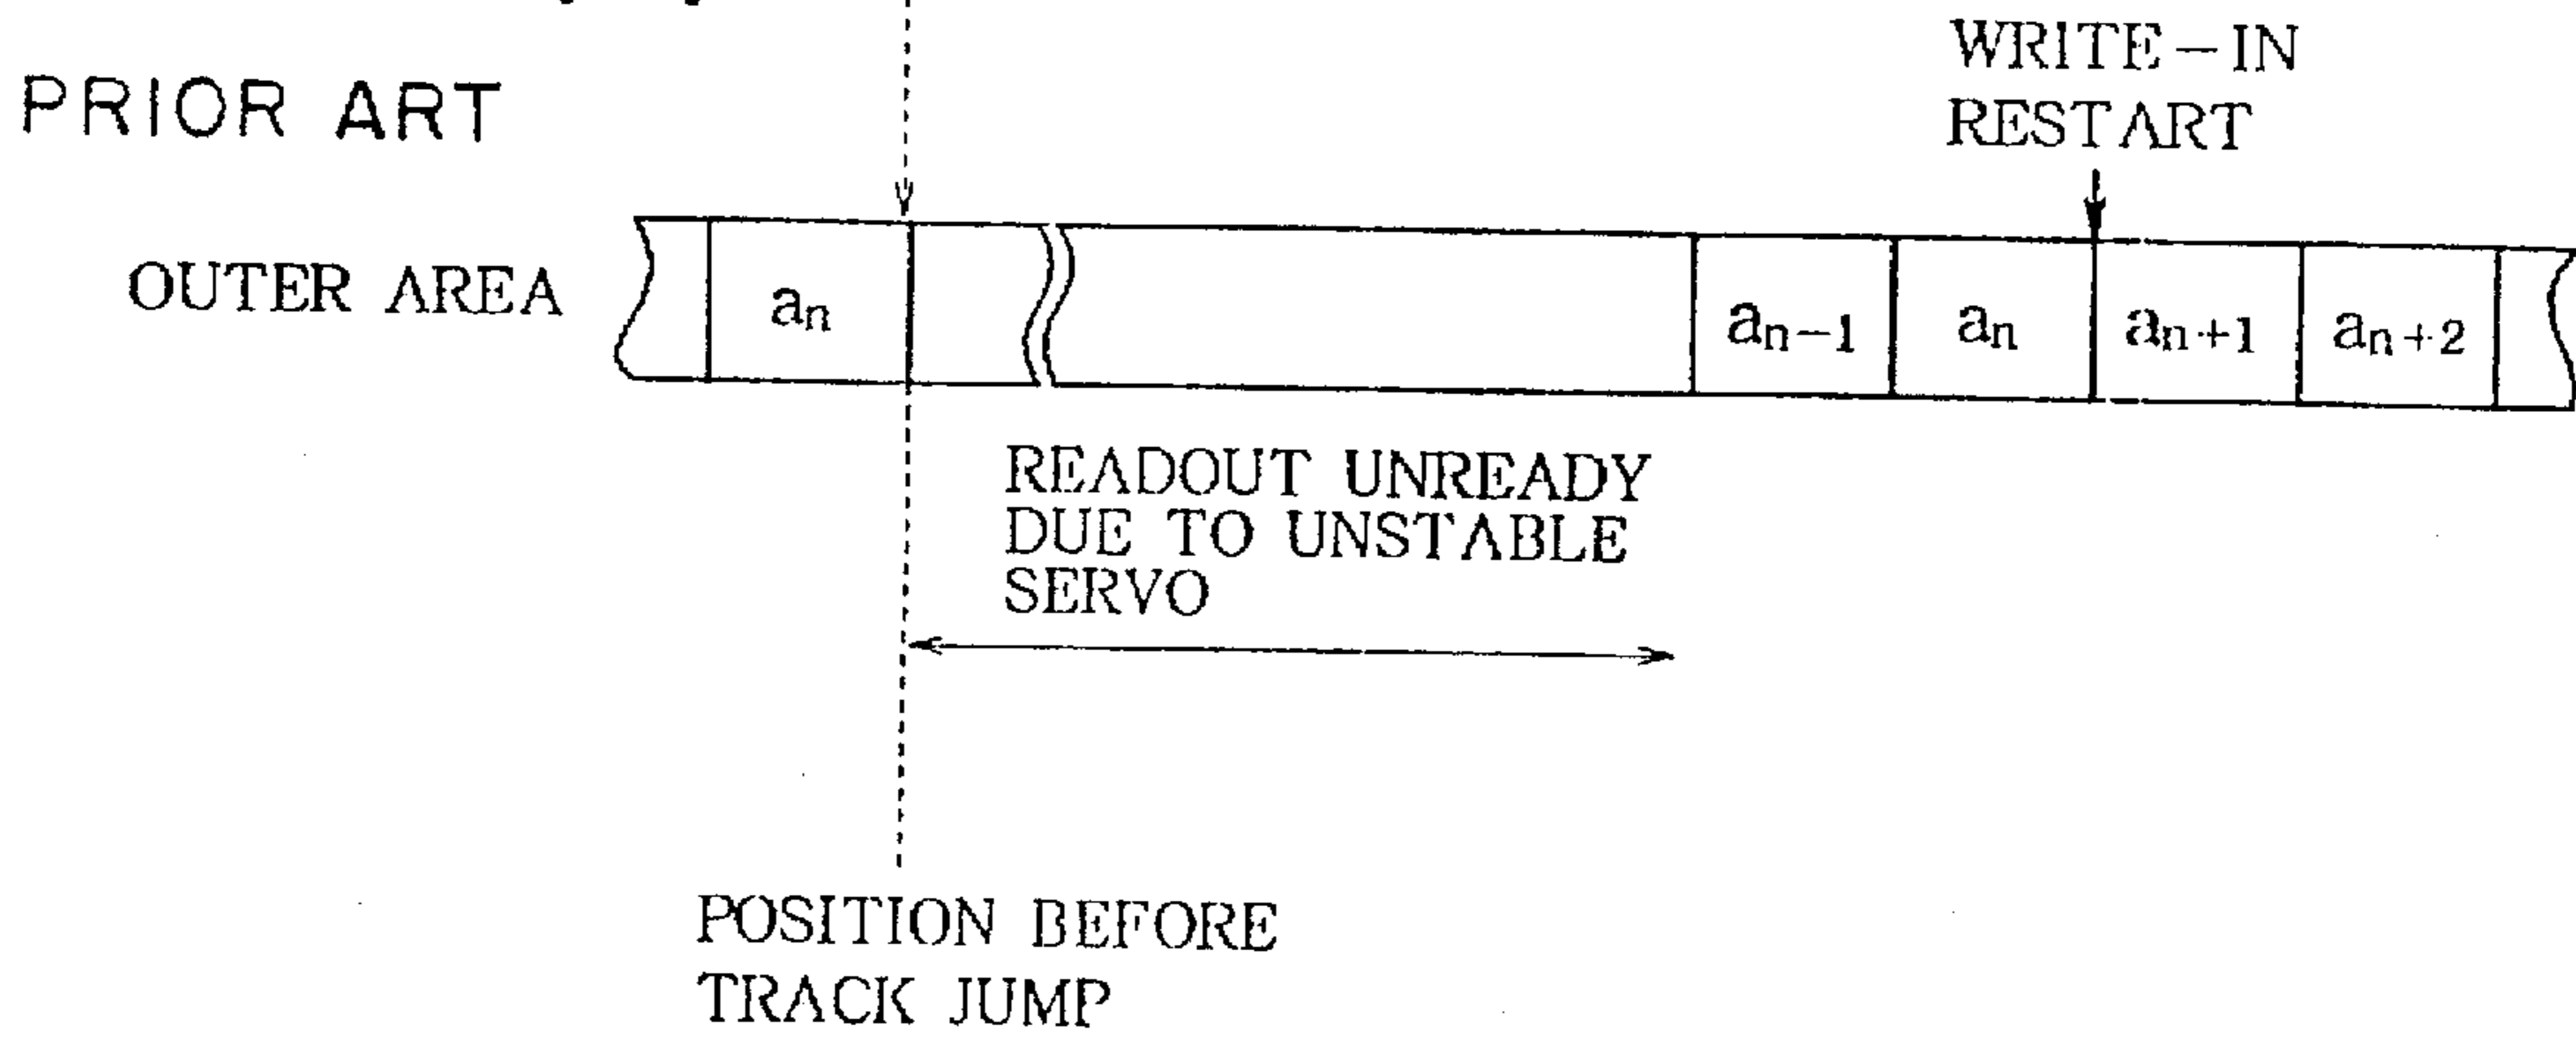 WRITE-IN
PRIOR ART
RESTART
OUTER AREA
an
an-1
an
an+1
an+2
READOUT UNREADY
DUE TO UNSTABLE
SERVO
POSITION BEFORE
TRACK JUMP